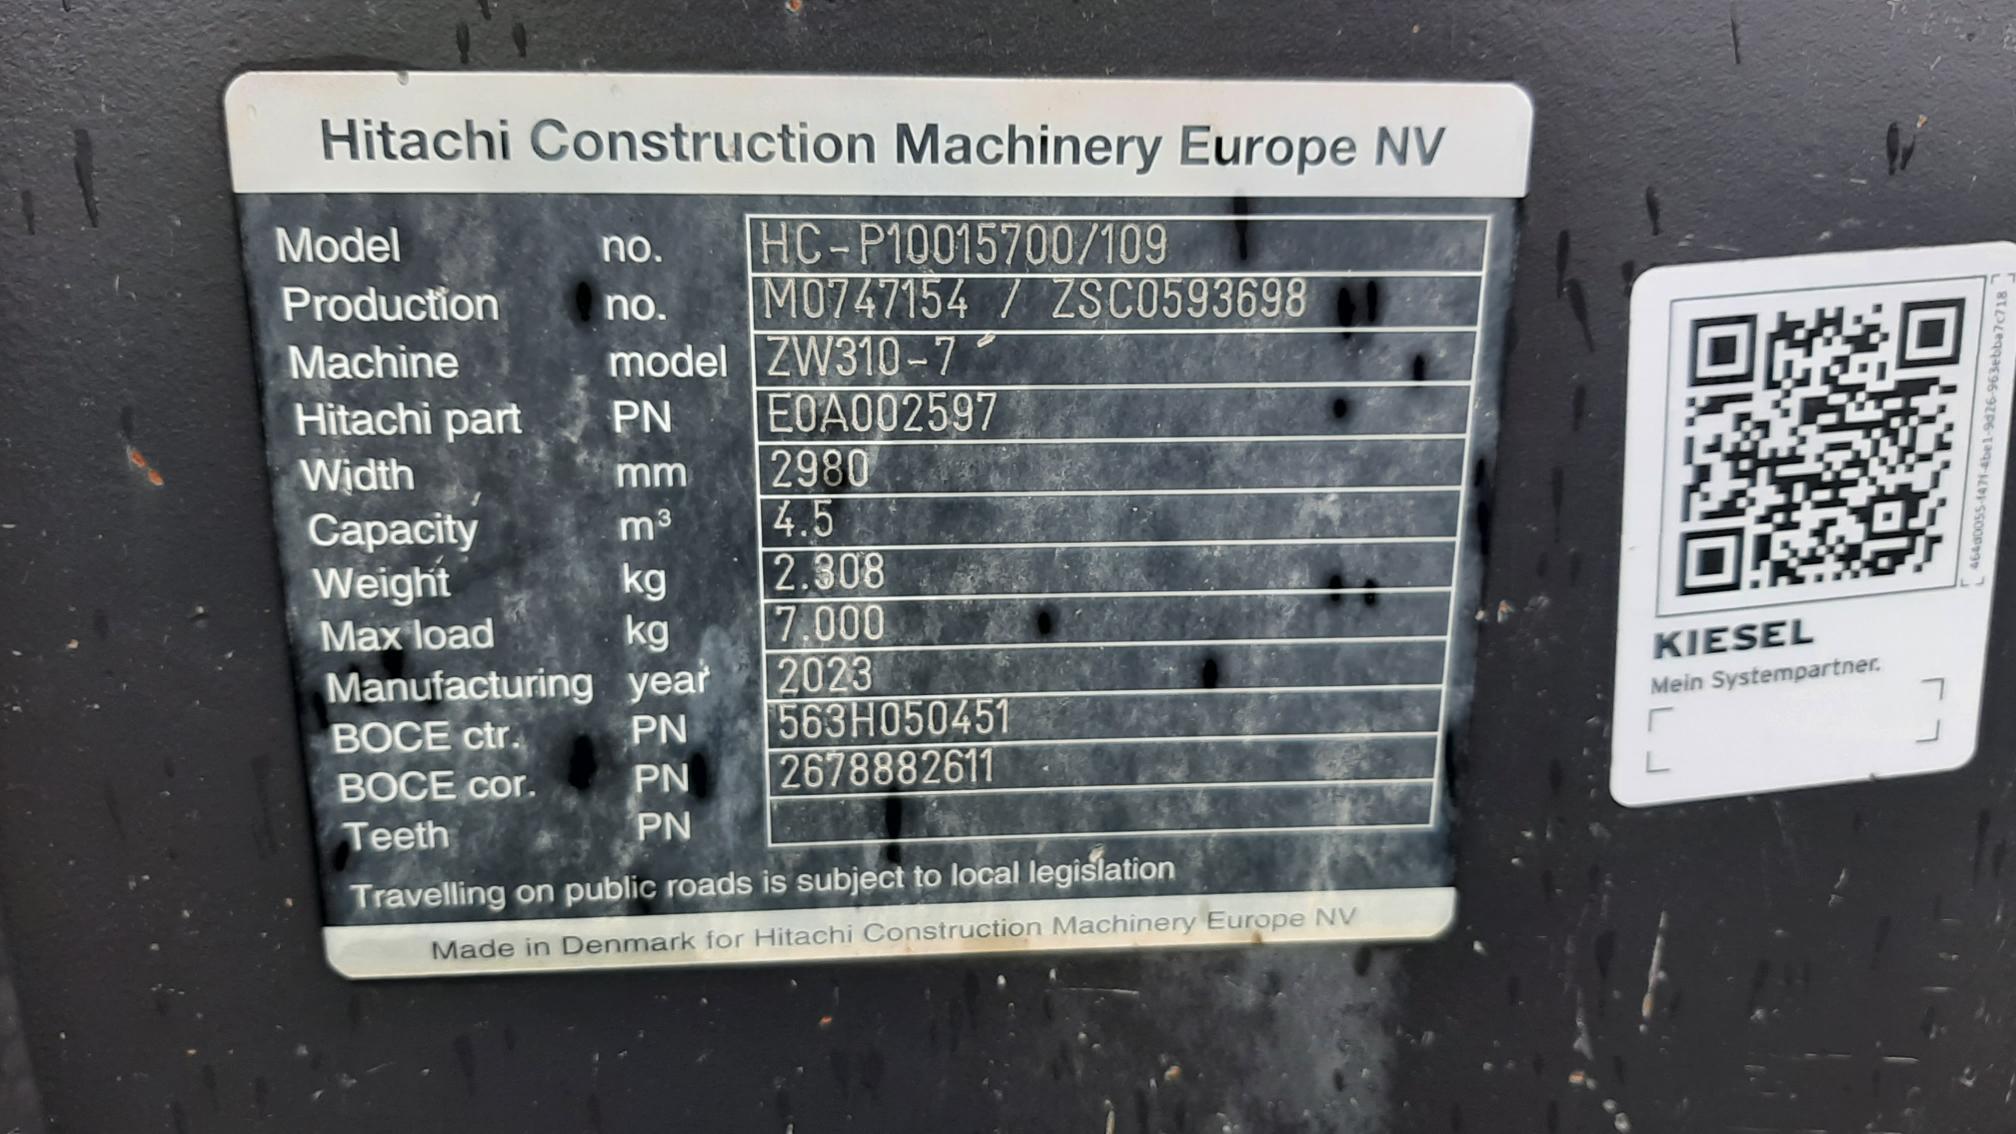 Hitachi Construction Machinery Europe NV
Model no. HC-P10015700/109
Production no. M0747154 / ZSC0593698
Machine model ZW310-7
Hitachi part PN E0A002597
Width mm 2980
Capacity m³ 4.5
Weight kg 2.308
Max load kg 7.000
Manufacturing year 2023
BOCE ctr. PN 563H050451
BOCE cor. PN 2678882611
Teeth PN
Travelling on public roads is subject to local legislation
Made in Denmark for Hitachi Construction Machinery Europe NV
KIESEL
Mein Systempartner.